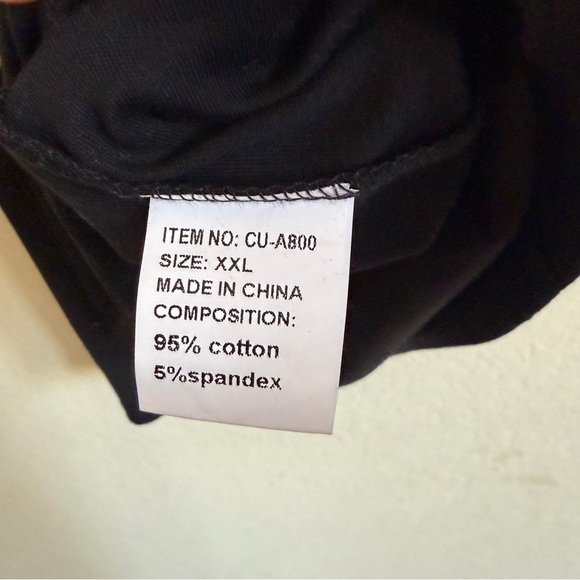 ITEM NO: CU-A800
SIZE: XXL
MADE IN CHINA
COMPOSITION:
95% cotton
5%spandex